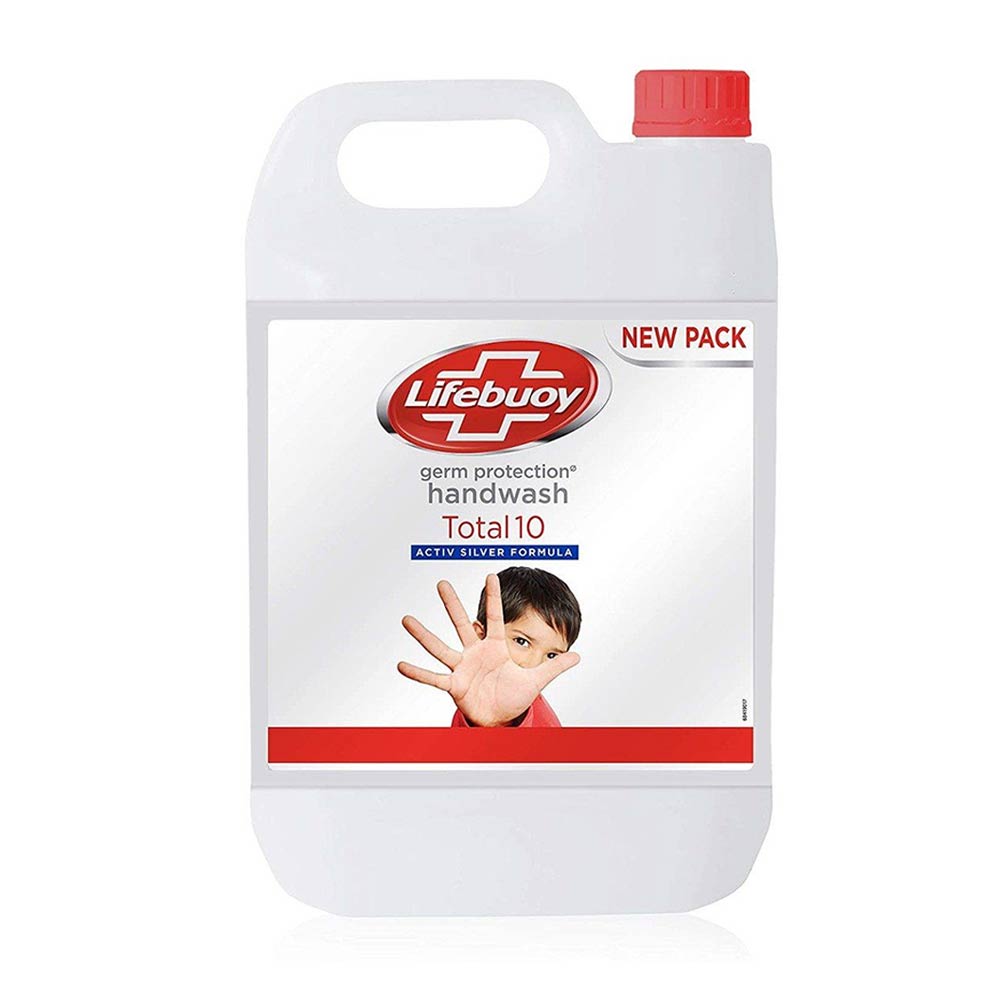 NEW PACK
Lifebuoy
germ protection®
handwash
Total 10
ACTIV SILVER FORMULA